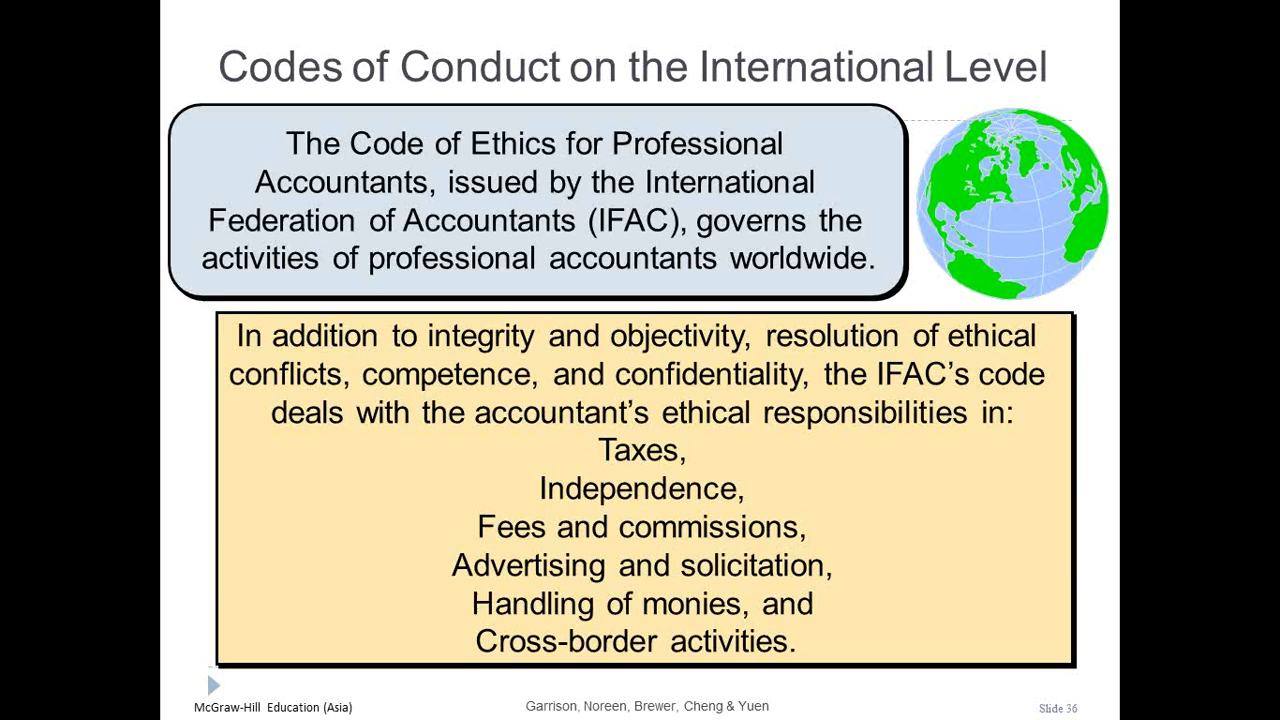 Codes of Conduct on the International Level
The Code of Ethics for Professional
Accountants, issued by the International
Federation of Accountants (IFAC), governs the
activities of professional accountants worldwide.
In addition to integrity and objectivity, resolution of ethical
conflicts, competence, and confidentiality, the IFAC’s code
deals with the accountant’s ethical responsibilities in:
Taxes,
Independence,
Fees and commissions,
Advertising and solicitation,
Handling of monies, and
Cross-border activities.
McGraw-Hill Education (Asia)
Garrison, Noreen, Brewer, Cheng & Yuen
Slide 36